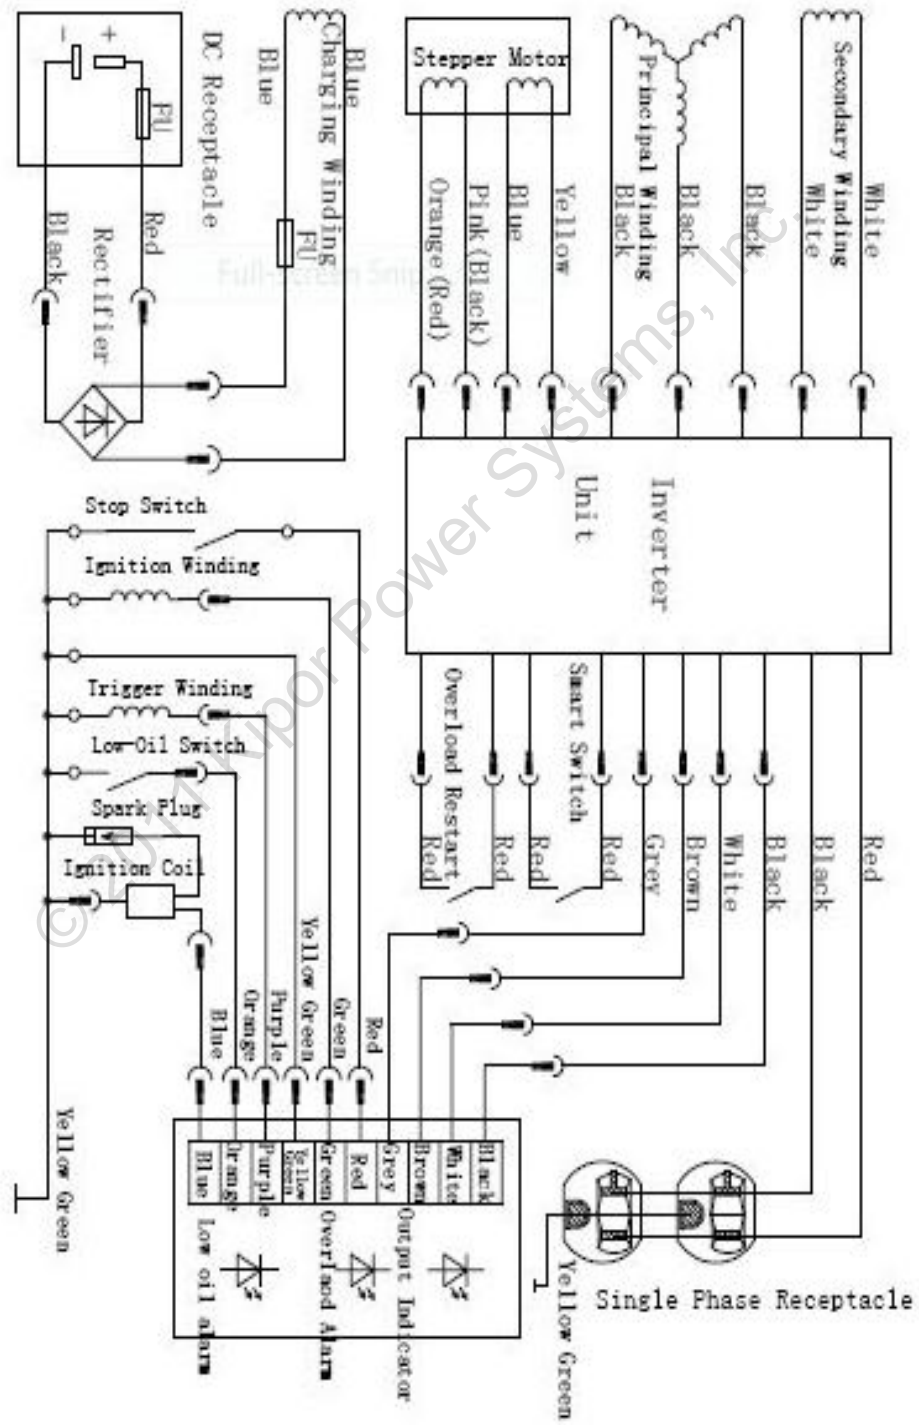 DC Receptacle
-
+
FU
Black
Red
Rectifier
Charging Winding
Blue
Blue
FU
Stepper Motor
Orange(Red)
Pink(Black)
Blue
Yellow
Principal Winding
Black
Black
Black
Secondary Winding
White
White
Inverter
Unit
Stop Switch
Ignition Winding
Trigger Winding
Low-Oil Switch
Spark Plug
Ignition Coil
Overload Restart
Red
Red
Smart Switch
Red
Red
Grey
Brown
White
Black
Black
Red
Blue
Orange
Purple
Yellow Green
Green
Red
Blue
Orange
Purple
Yellow
Green
Green
Red
Grey
Brown
White
Black
Low oil alarm
Overlaod Alarm
Output Indicator
Single Phase Receptacle
Yellow Green
Yellow Green
Full-screen Snip
© 2011 Kipor Power Systems, Inc.